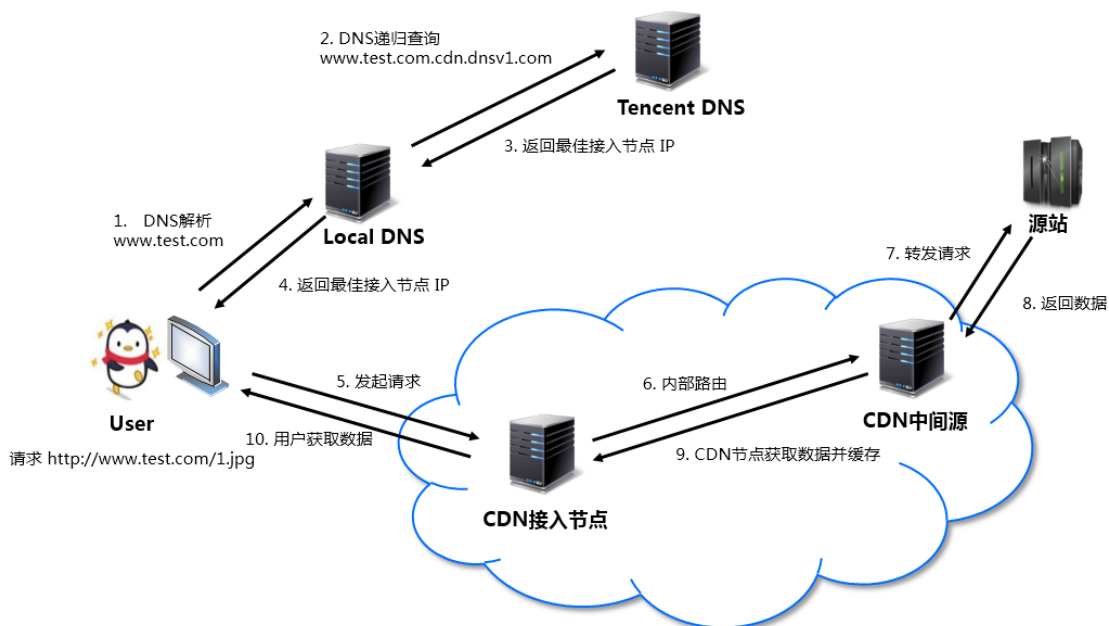 2. DNS递归查询
www.test.com.cdn.dnsv1.com
Tencent DNS
3. 返回最佳接入节点 IP
1. DNS解析
www.test.com
Local DNS
4. 返回最佳接入节点 IP
源站
7. 转发请求
8. 返回数据
User
请求 http://www.test.com/1.jpg
5. 发起请求
10. 用户获取数据
6. 内部路由
CDN中间源
9. CDN节点获取数据并缓存
CDN接入节点